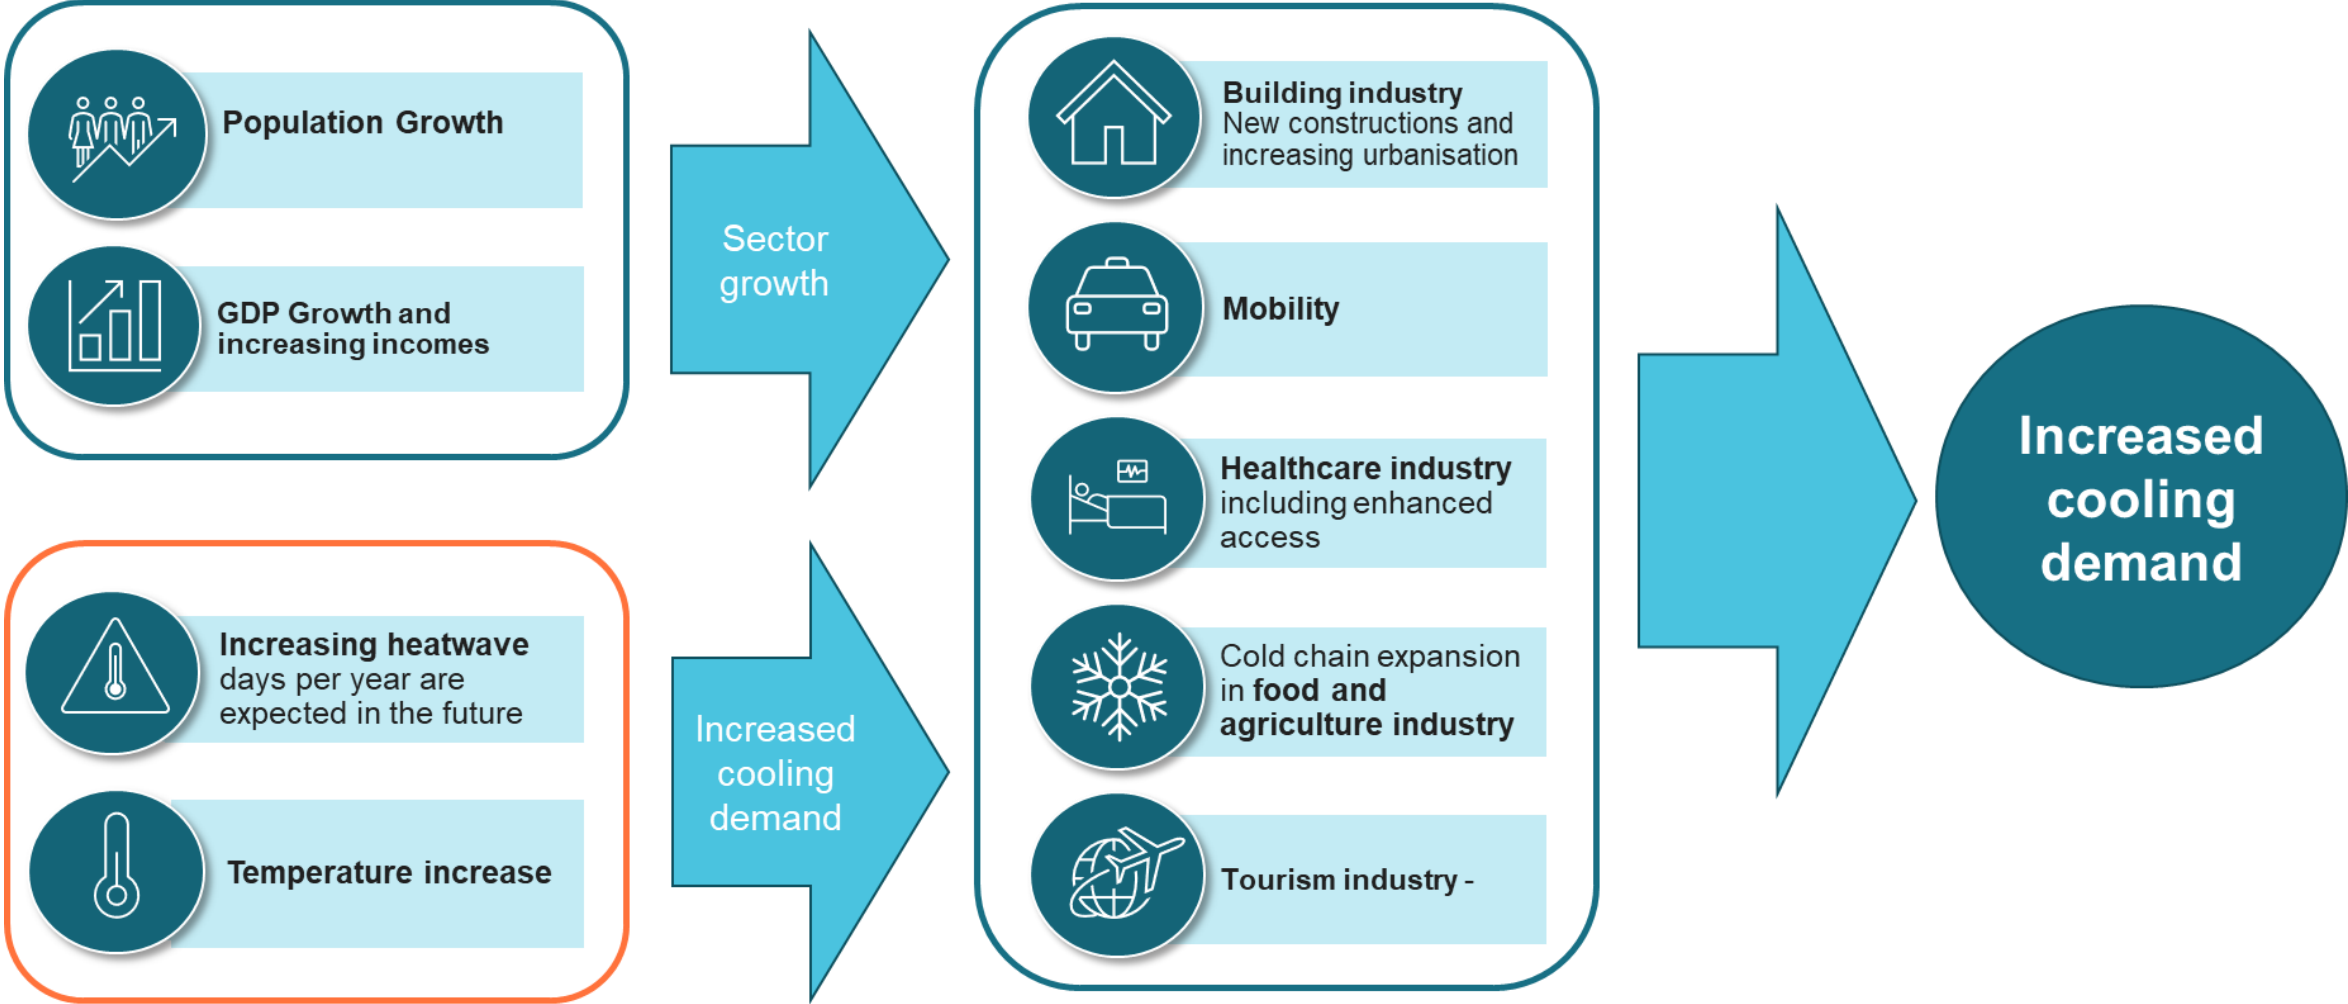 Population Growth
GDP Growth and
increasing incomes
Increasing heatwave
days per year are
expected in the future
Temperature increase
Sector
growth
Increased
cooling
demand
Building industry
New constructions and
increasing urbanisation
Mobility
Healthcare industry
including enhanced
access
Cold chain expansion
in food and
agriculture industry
Tourism industry -
Increased
cooling
demand